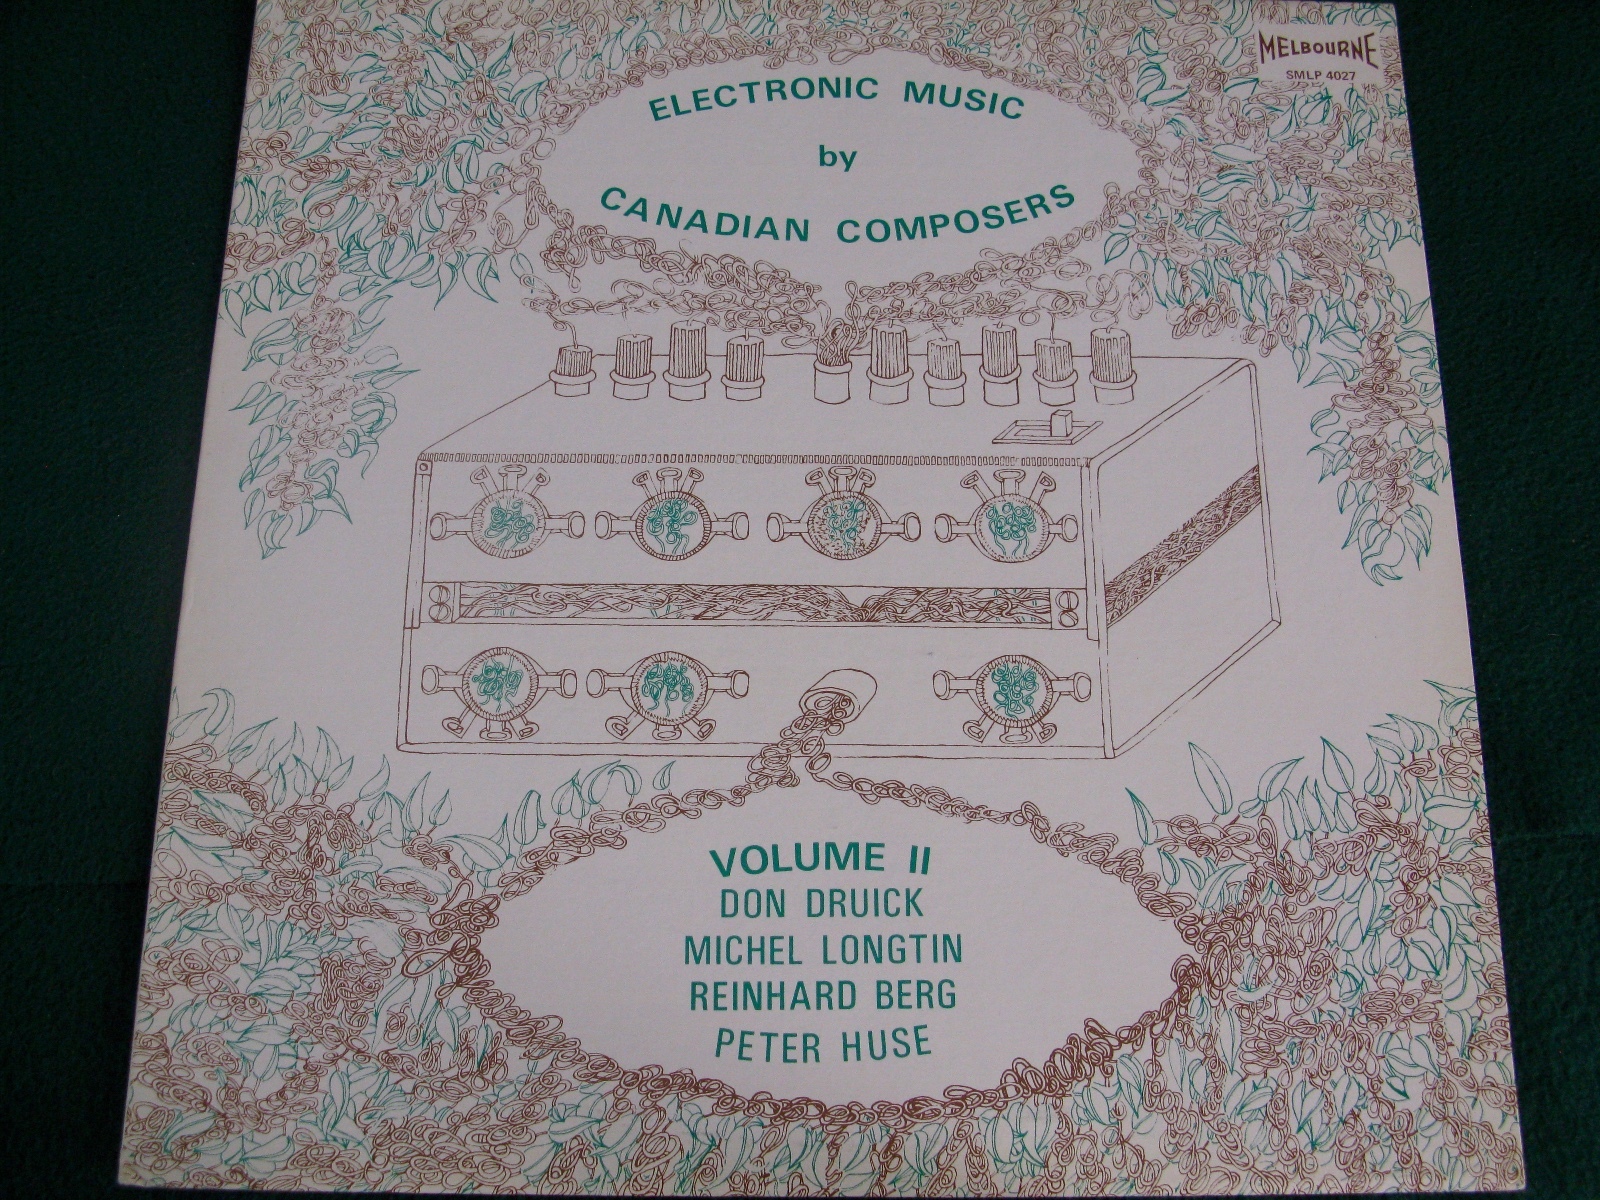 MELBOURNE
SMLP 4027
ELECTRONIC MUSIC
by
CANADIAN COMPOSERS
VOLUME II
DON DRUICK
MICHEL LONGTIN
REINHARD BERG
PETER HUSE